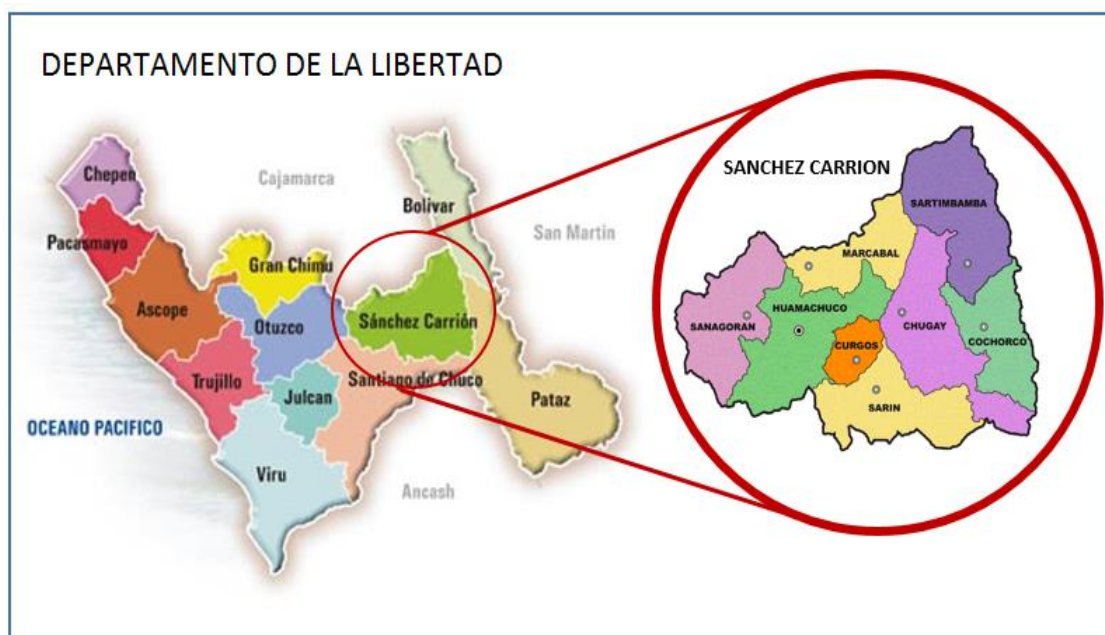 DEPARTAMENTO DE LA LIBERTAD
Chepen
Cajamarca
Bolivar
San Martin
Pacasmayo
Gran Chimu
Ascope
Otuzco
Sánchez Carrión
Trujillo
Santiano de Chuco
Julcan
Pataz
OCEANO PACIFICO
Viru
Ancash
SANCHEZ CARRION
SARTIMBAMBA
MARCABAL
HUAMACHUCO
SANAGORAN
CHUGAY
CURGOS
COCHORCO
SARIN